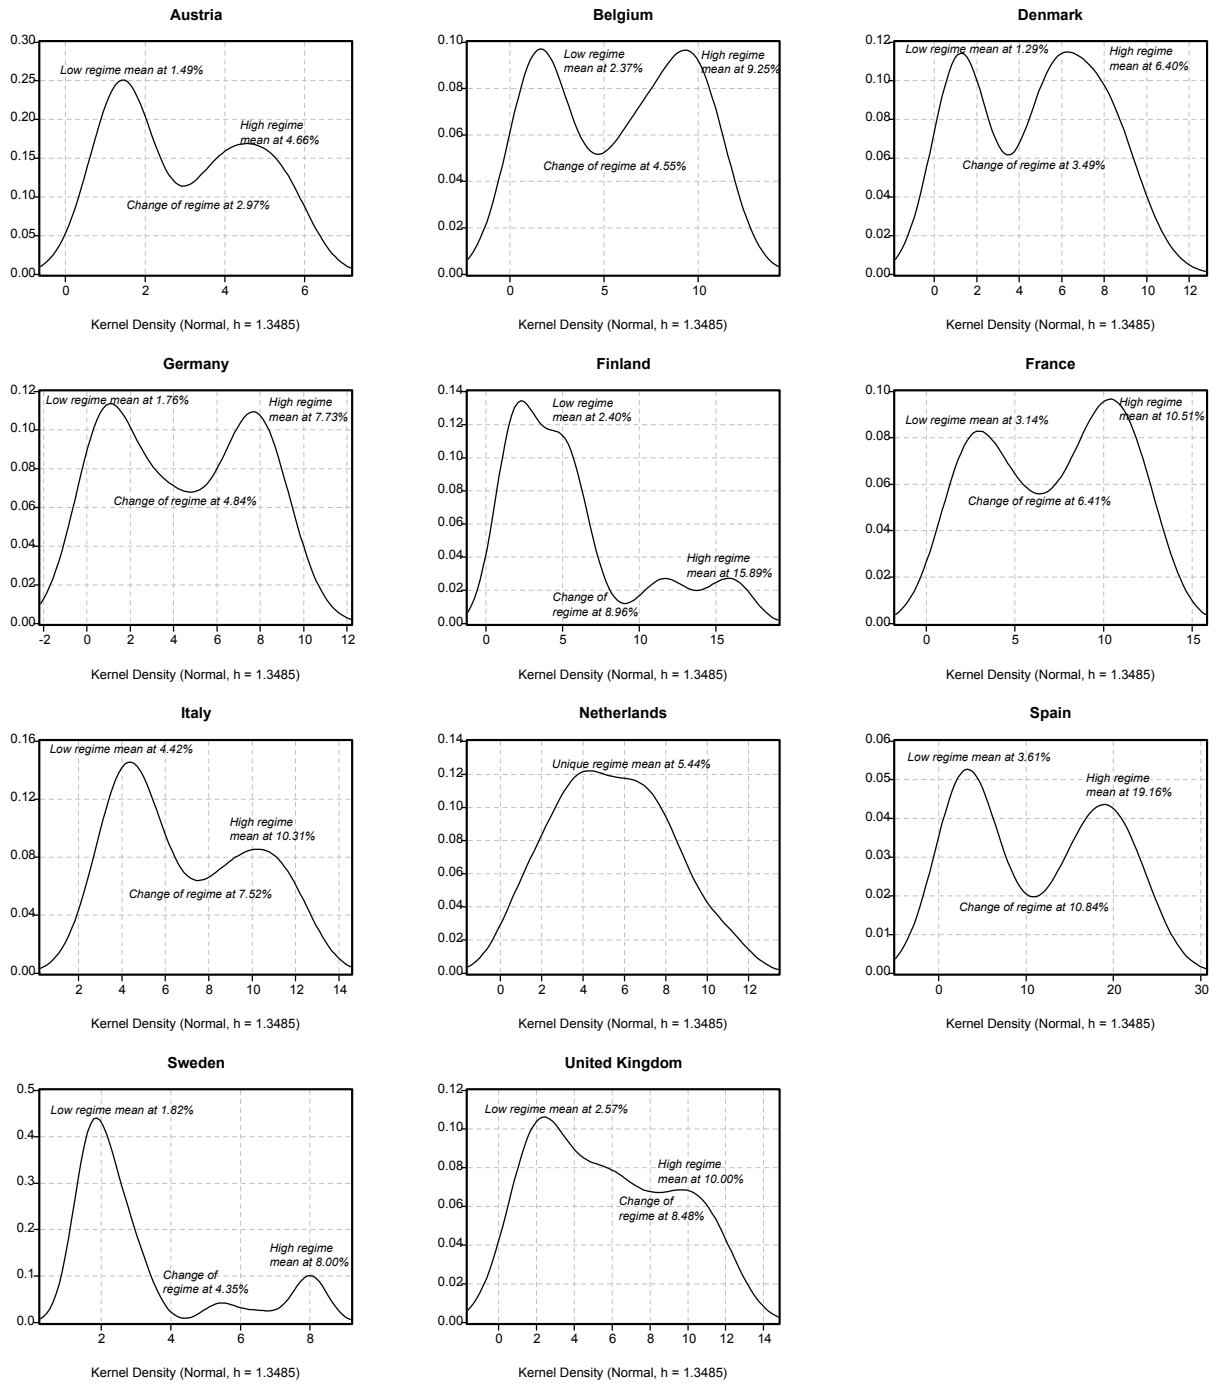 Austria
0.30
0.25
0.20
0.15
0.10
0.05
0.00
Low regime mean at 1.49%
High regime
mean at 4.66%
Change of regime at 2.97%
0 2 4 6
Kernel Density (Normal, h = 1.3485)
Belgium
0.10
0.08
0.06
0.04
0.02
0.00
Low regime
mean at 2.37%
High regime
mean at 9.25%
Change of regime at 4.55%
0 5 10
Kernel Density (Normal, h = 1.3485)
Denmark
0.12
0.10
0.08
0.06
0.04
0.02
0.00
Low regime mean at 1.29%
High regime
mean at 6.40%
Change of regime at 3.49%
0 2 4 6 8 10 12
Kernel Density (Normal, h = 1.3485)
Germany
0.12
0.10
0.08
0.06
0.04
0.02
0.00
Low regime mean at 1.76%
High regime
mean at 7.73%
Change of regime at 4.84%
-2 0 2 4 6 8 10 12
Kernel Density (Normal, h = 1.3485)
Finland
0.14
0.12
0.10
0.08
0.06
0.04
0.02
0.00
Low regime
mean at 2.40%
High regime
mean at 15.89%
Change of
regime at 8.96%
0 5 10 15
Kernel Density (Normal, h = 1.3485)
France
0.10
0.08
0.06
0.04
0.02
0.00
Low regime mean at 3.14%
High regime
mean at 10.51%
Change of regime at 6.41%
0 5 10 15
Kernel Density (Normal, h = 1.3485)
Italy
0.16
0.12
0.08
0.04
0.00
Low regime mean at 4.42%
High regime
mean at 10.31%
Change of regime at 7.52%
2 4 6 8 10 12 14
Kernel Density (Normal, h = 1.3485)
Netherlands
0.14
0.12
0.10
0.08
0.06
0.04
0.02
0.00
Unique regime mean at 5.44%
0 2 4 6 8 10 12
Kernel Density (Normal, h = 1.3485)
Spain
0.06
0.05
0.04
0.03
0.02
0.01
0.00
Low regime mean at 3.61%
High regime
mean at 19.16%
Change of regime at 10.84%
0 10 20 30
Kernel Density (Normal, h = 1.3485)
Sweden
0.5
0.4
0.3
0.2
0.1
0.0
Low regime mean at 1.82%
High regime
mean at 8.00%
Change of
regime at 4.35%
2 4 6 8
Kernel Density (Normal, h = 1.3485)
United Kingdom
0.12
0.10
0.08
0.06
0.04
0.02
0.00
Low regime mean at 2.57%
High regime
mean at 10.00%
Change of
regime at 8.48%
0 2 4 6 8 10 12 14
Kernel Density (Normal, h = 1.3485)